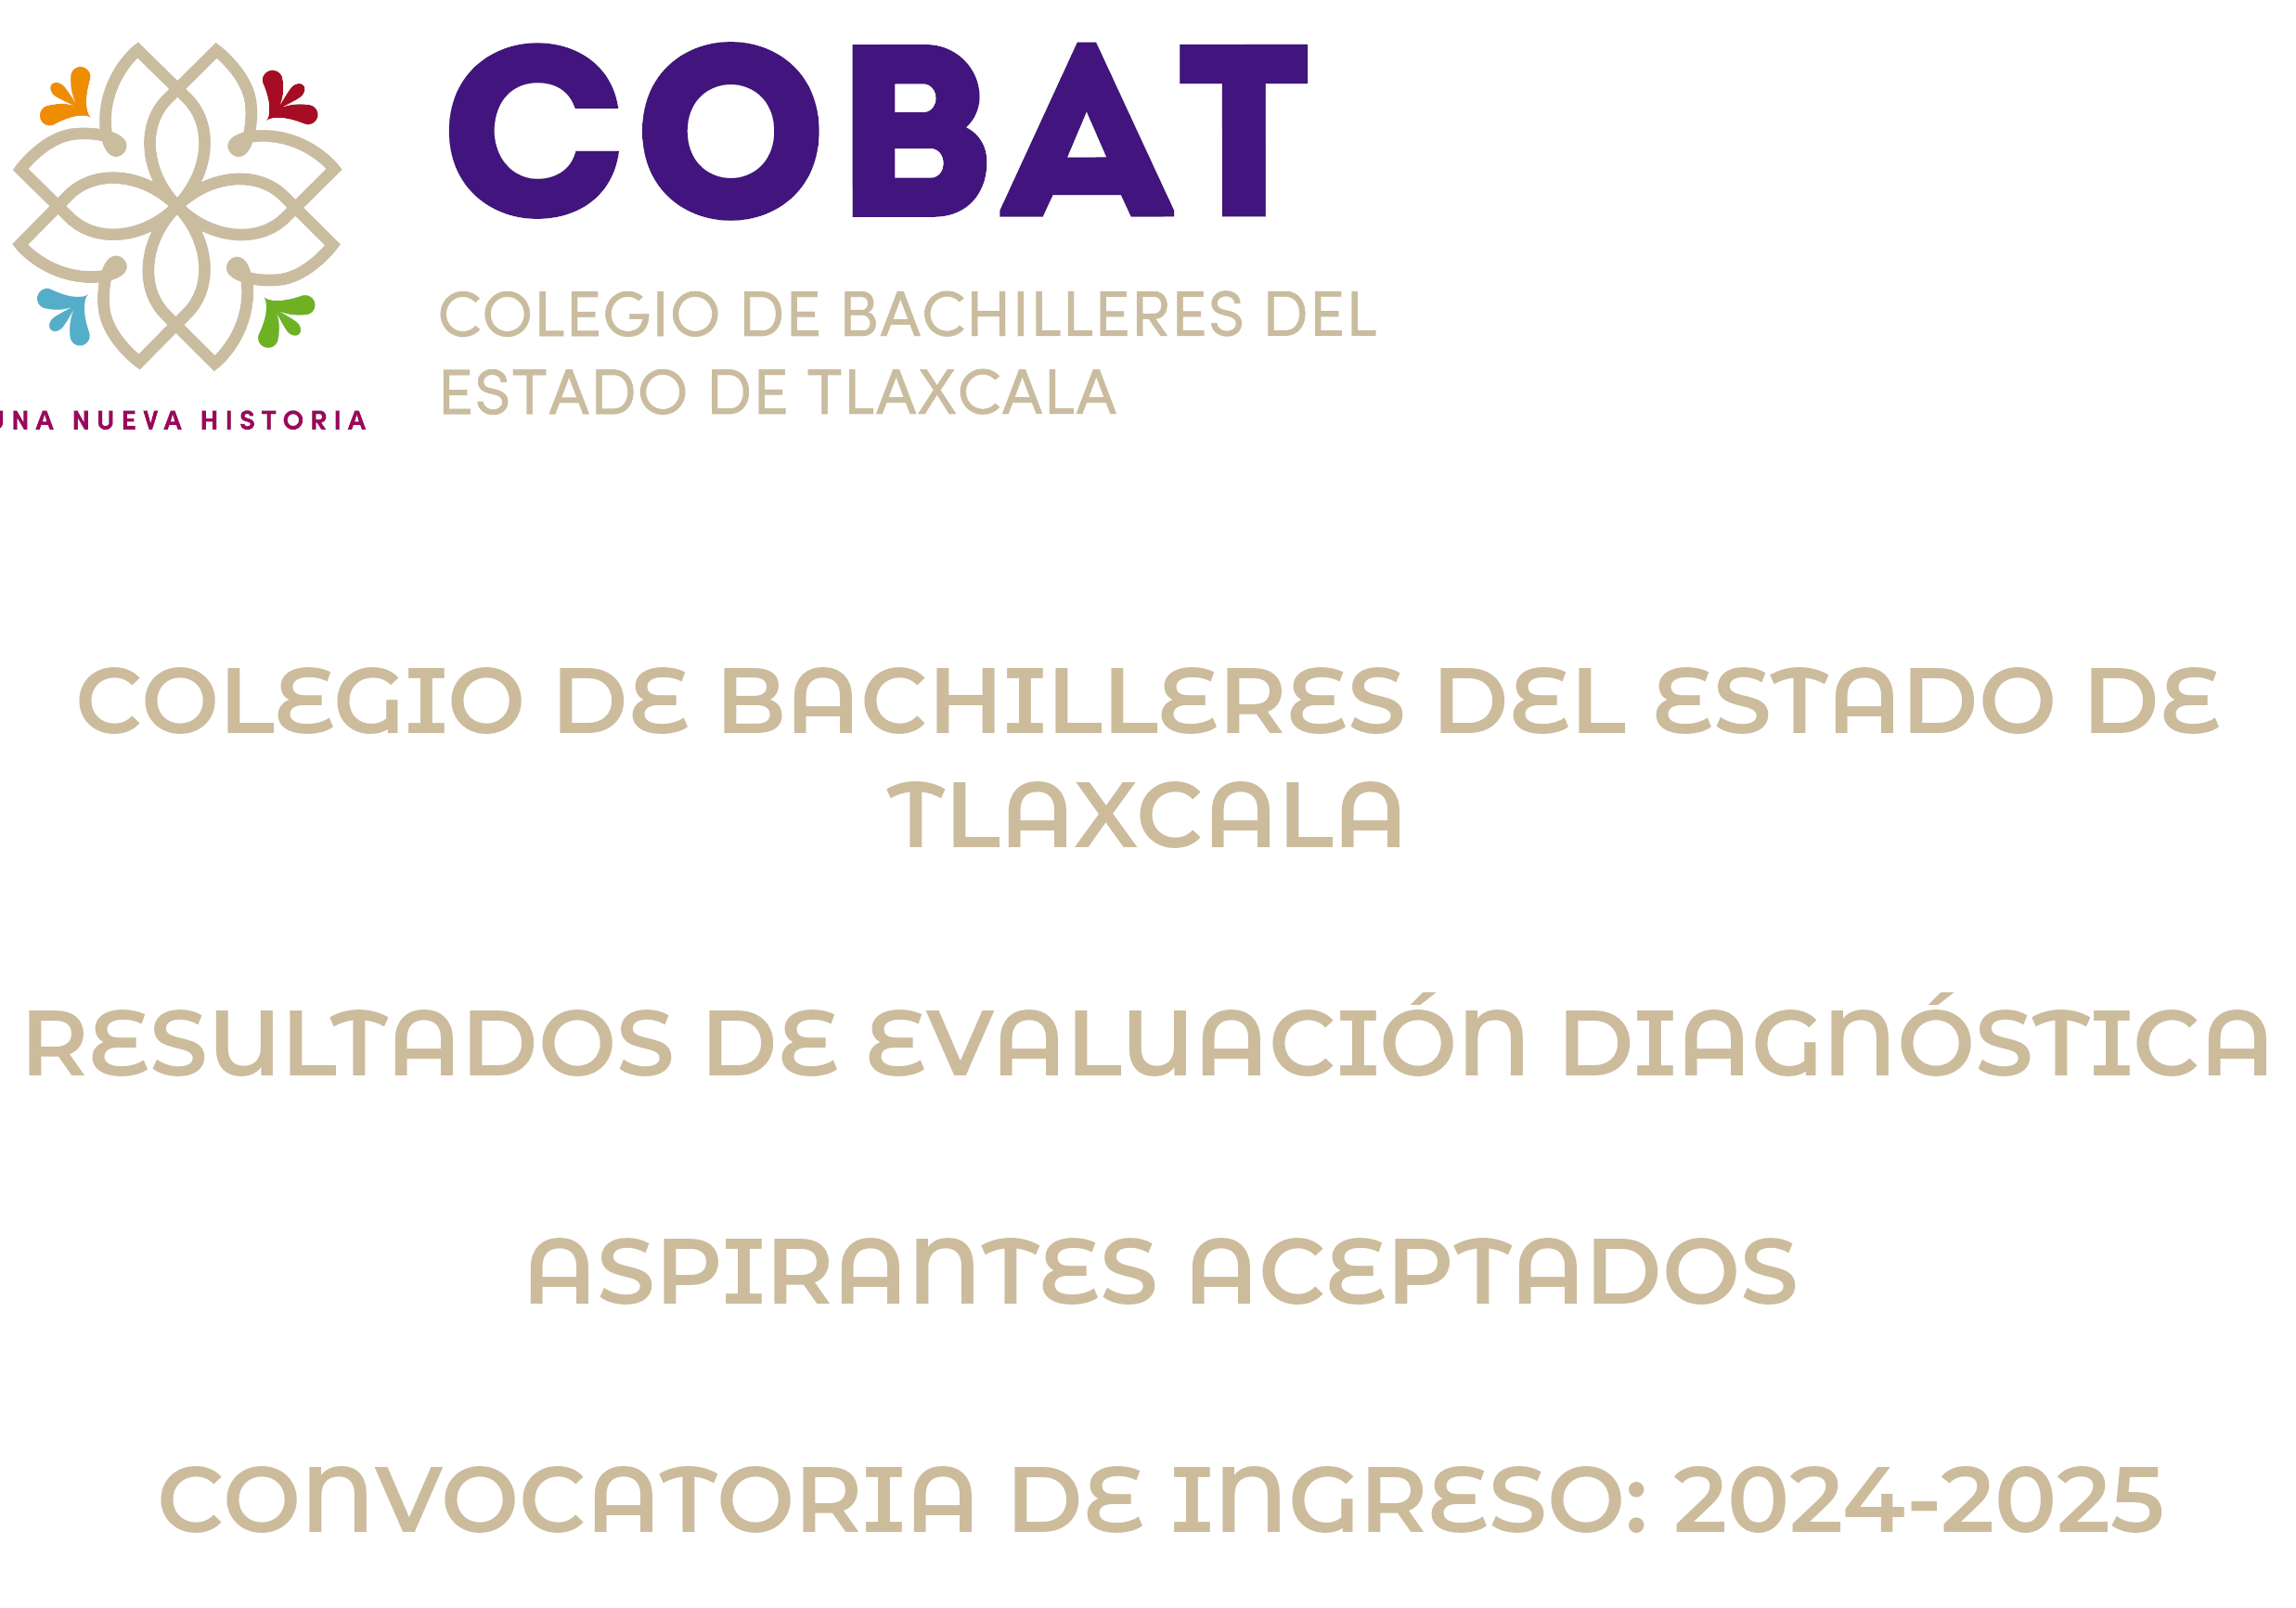 COBAT
COLEGIO DE BACHILLERES DEL
ESTADO DE TLAXCALA
UNA NUEVA HISTORIA
COLEGIO DE BACHILLERES DEL ESTADO DE
TLAXCALA
RESULTADOS DE EVALUACIÓN DIAGNÓSTICA
ASPIRANTES ACEPTADOS
CONVOCATORIA DE INGRESO: 2024-2025